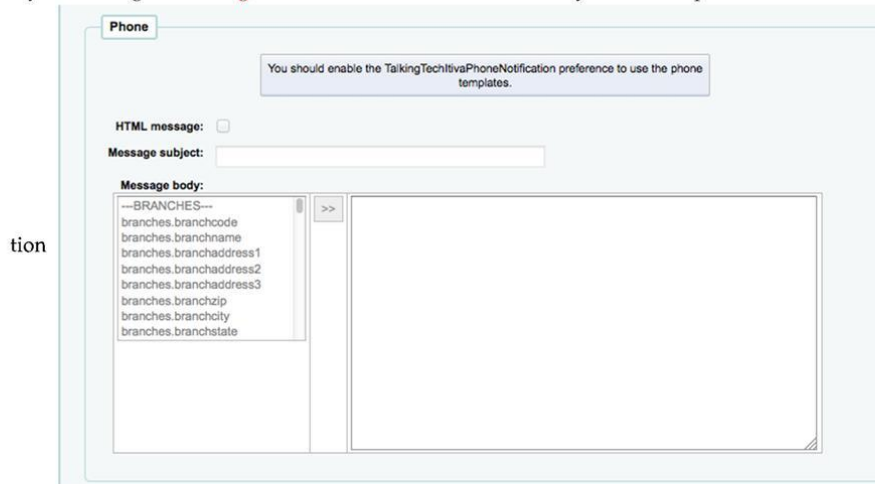 Phone
You should enable the TalkingTechItivaPhoneNotification preference to use the phone
templates.
HTML message:
Message subject:
Message body:
---BRANCHES---
branches.branchcode
branches.branchname
branches.branchaddress1
branches.branchaddress2
branches.branchaddress3
branches.branchzip
branches.branchcity
branches.branchstate
>>
tion